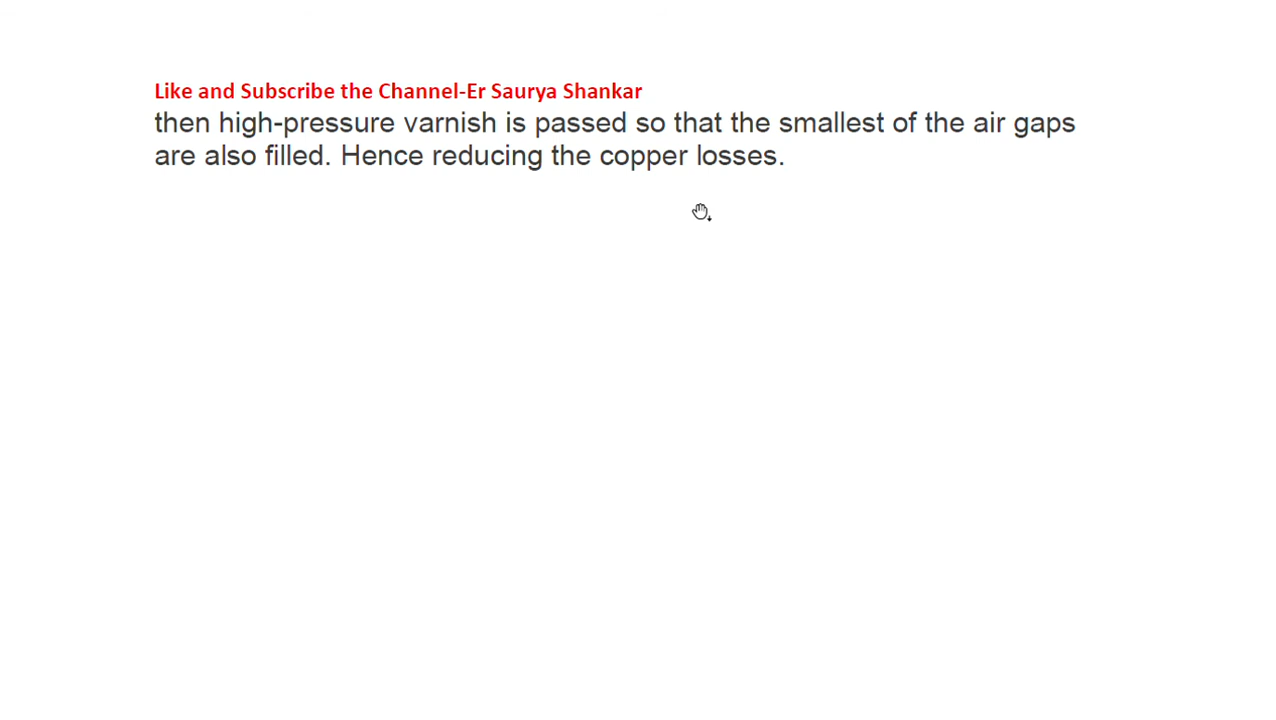 Like and Subscribe the Channel-Er Saurya Shankar
then high-pressure varnish is passed so that the smallest of the air gaps
are also filled. Hence reducing the copper losses.